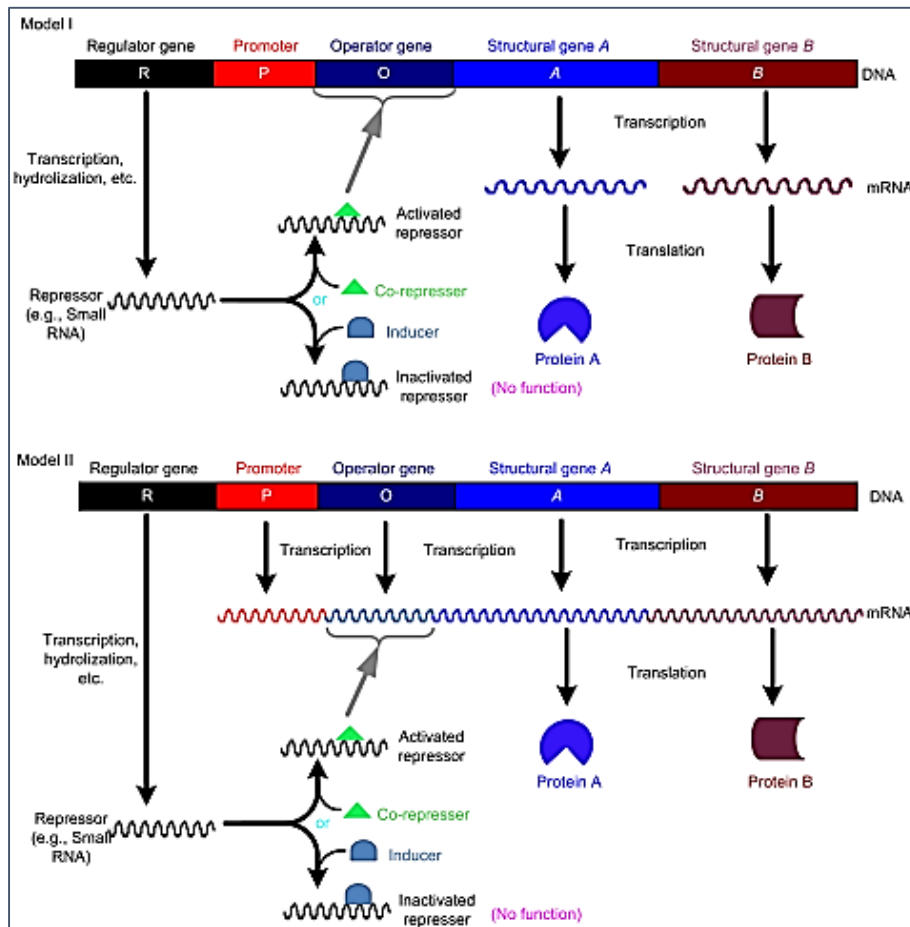 Model I
Regulator gene Promoter Operator gene Structural gene A Structural gene B
R P O A B DNA
Transcription
Transcription,
hydrolization, etc.
mRNA
Activated
repressor
Translation
Repressor
(e.g., Small
RNA)
or
Co-represser
Inducer
Protein A Protein B
Inactivated
represser
(No function)
Model II
Regulator gene Promoter Operator gene Structural gene A Structural gene B
R P O A B DNA
Transcription Transcription Transcription
mRNA
Transcription,
hydrolization,
etc.
Translation
Activated
repressor
Protein A Protein B
Repressor
(e.g., Small
RNA)
or
Co-represser
Inducer
Inactivated
represser
(No function)